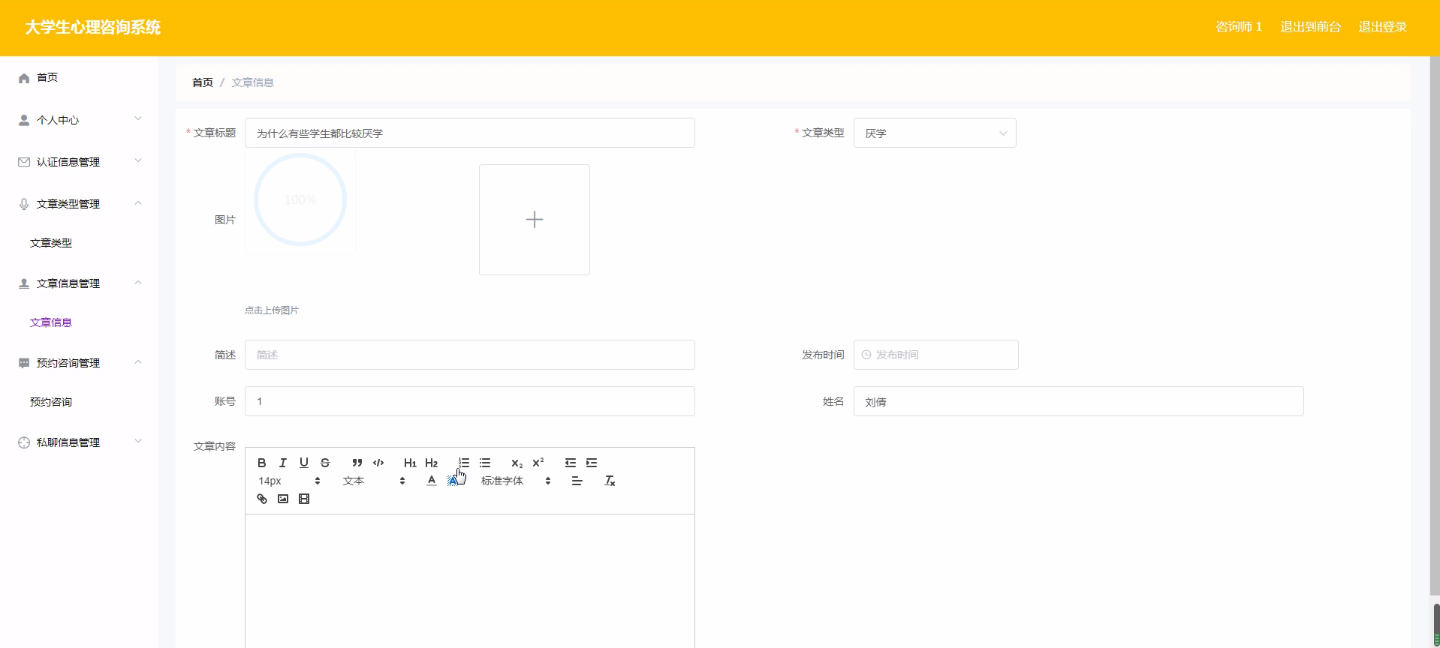 大学生心理咨询系统
咨询师 1 退出到前台 退出登录
首页
个人中心
认证信息管理
文章类型管理
文章类型
文章信息管理
文章信息
预约咨询管理
预约咨询
私聊信息管理
首页 / 文章信息
* 文章标题 为什么有些学生都比较厌学
* 文章类型 厌学
图片 100%
点击上传图片
简述 简述
发布时间 发布时间
账号 1
姓名 刘倩
文章内容
B I U S H1 H2 X2 X2
14px 文本 A A 标准字体 Tx